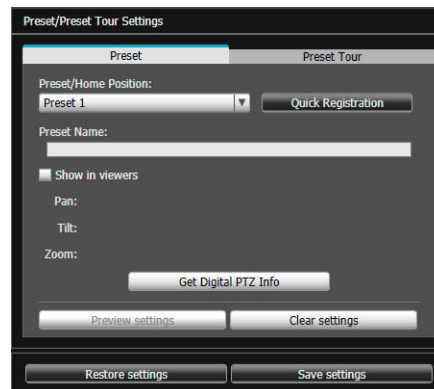 Preset/Preset Tour Settings
Preset Preset Tour
Preset/Home Position:
Preset 1 Quick Registration
Preset Name:
Show in viewers
Pan:
Tilt:
Zoom:
Get Digital PTZ Info
Preview settings Clear settings
Restore settings Save settings